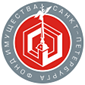 ФОНД ИМУЩЕСТВА САНКТ-ПЕТЕРБУРГА